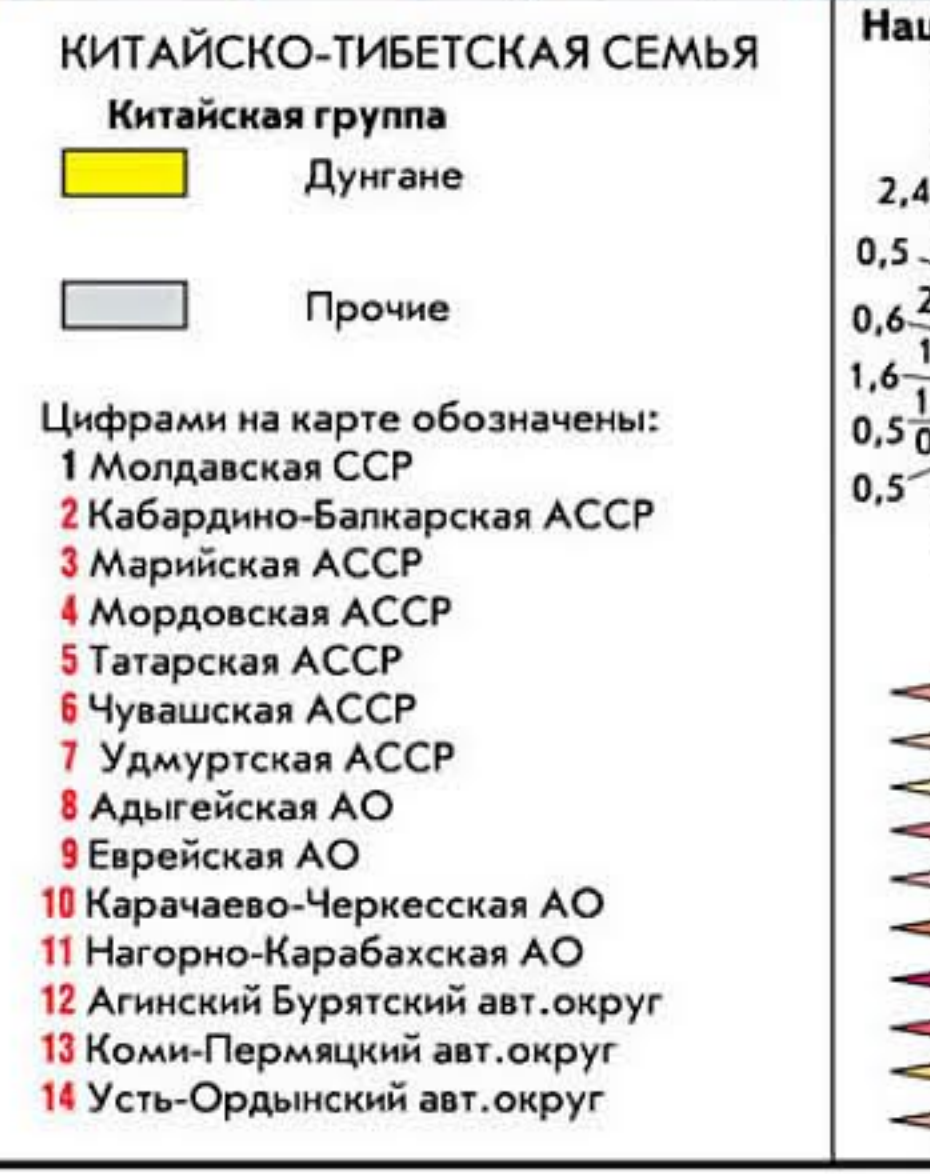 КИТАЙСКО-ТИБЕТСКАЯ СЕМЬЯ
Китайская группа
Дунгане
Прочие
Цифрами на карте обозначены:
1 Молдавская ССР
2 Кабардино-Балкарская АССР
3 Марийская АССР
4 Мордовская АССР
5 Татарская АССР
6 Чувашская АССР
7 Удмуртская АССР
8 Адыгейская АО
9 Еврейская АО
10 Карачаево-Черкесская АО
11 Нагорно-Карабахская АО
12 Агинский Бурятский авт.округ
13 Коми-Пермяцкий авт.округ
14 Усть-Ордынский авт.округ
2,4
0,5
0,6
1,6
0,5
0,5